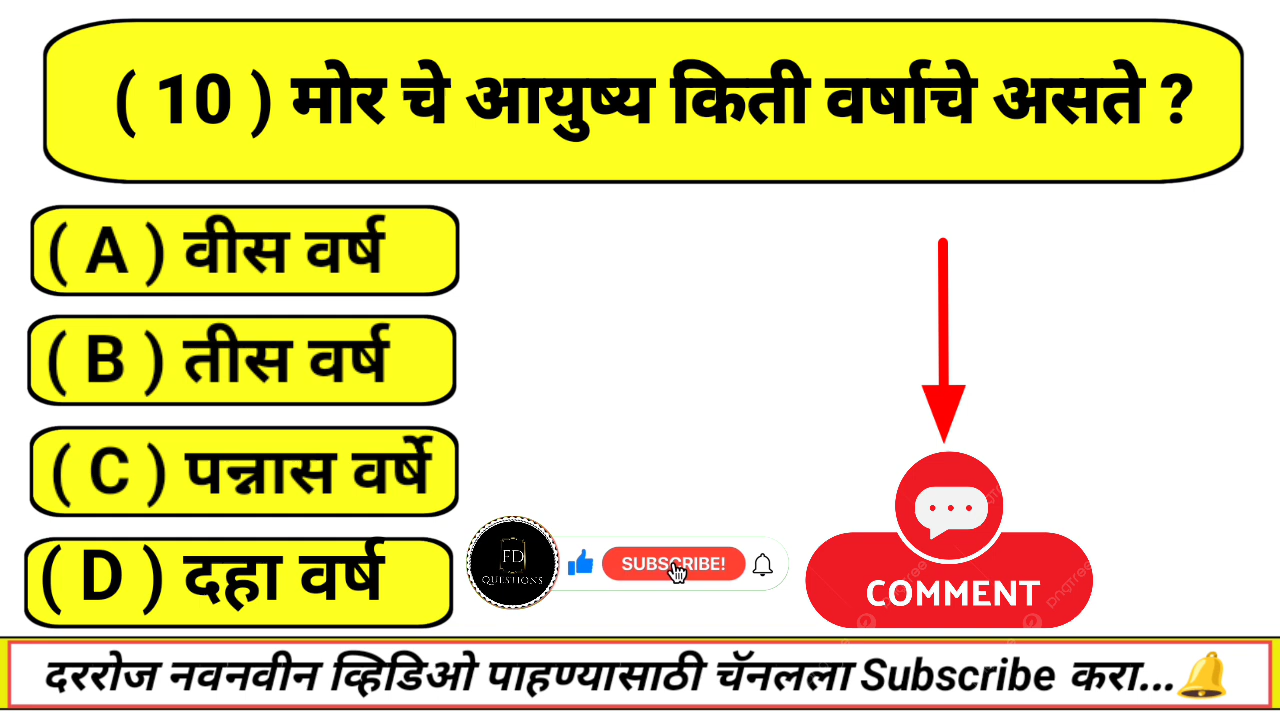 ( 10 ) मोर चे आयुष्य किती वर्षाचे असते ?
( A ) वीस वर्ष
( B ) तीस वर्ष
( C ) पन्नास वर्षे
( D ) दहा वर्ष
FD
QUESTIONS
SUBSCRIBE!
COMMENT
दररोज नवनवीन व्हिडिओ पाहण्यासाठी चॅनलला Subscribe करा...